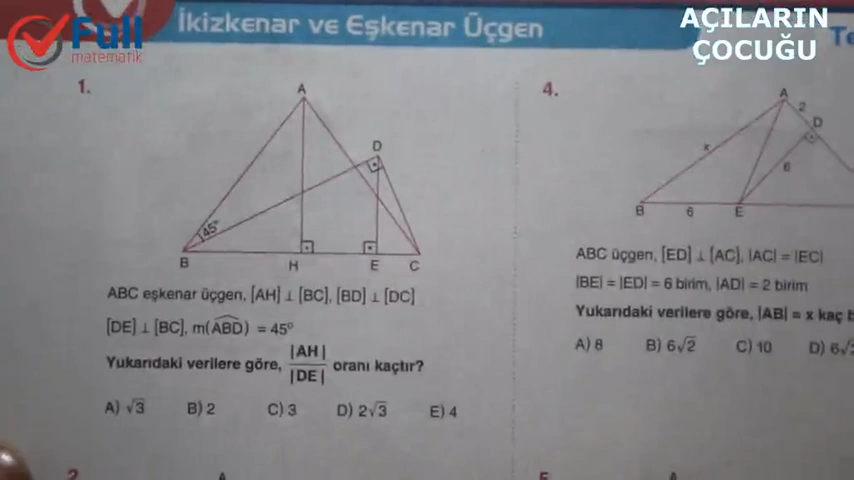 Full
matematik
İkizkenar ve Eşkenar Üçgen
AÇILARIN
ÇOCUĞU
Te
1.
A
D
45°
B
H
E
C
ABC eşkenar üçgen, [AH] ⊥ [BC], [BD] ⊥ [DC]
[DE] ⊥ [BC], m(ABD) = 45°
Yukarıdaki verilere göre, |AH| / |DE| oranı kaçtır?
A) √3 B) 2 C) 3 D) 2√3 E) 4
2.
A
4.
A
2
D
x
6
B
6
E
ABC üçgen, [ED] ⊥ [AC], |AC| = |EC|
|BE| = |ED| = 6 birim, |AD| = 2 birim
Yukarıdaki verilere göre, |AB| = x kaç b
A) 8 B) 6√2 C) 10 D) 6√
5.
A